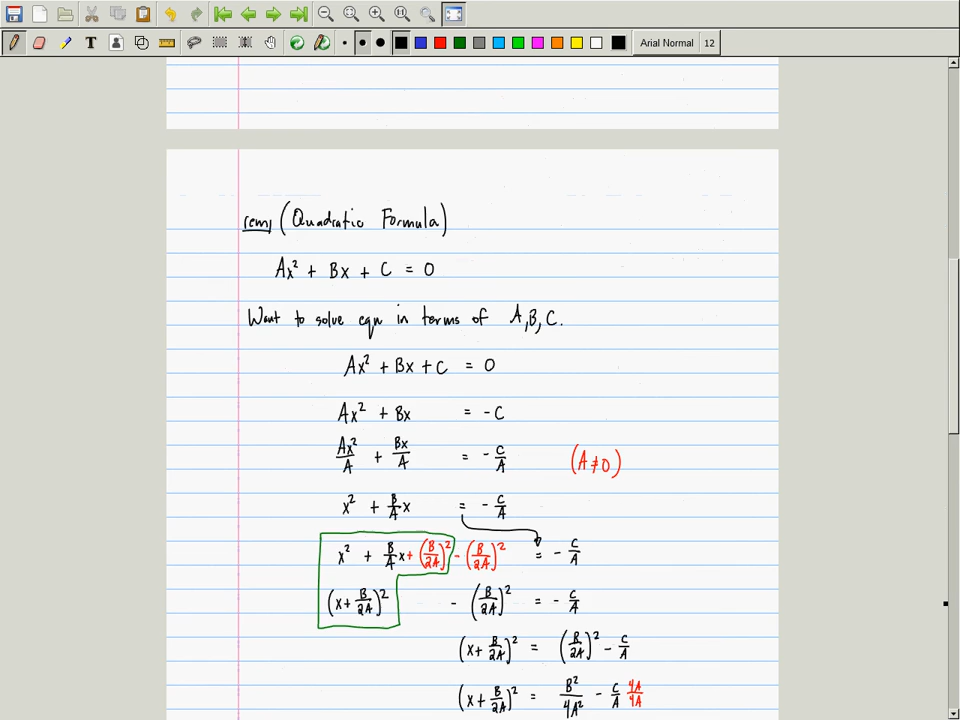 Arial Normal 12
rem (Quadratic Formula)
Ax² + Bx + C = 0
Want to solve eqn in terms of A,B,C.
Ax² + Bx + C = 0
Ax² + Bx = -C
Ax²/A + Bx/A = - C/A (A≠0)
x² + B/A x = - C/A
x² + B/A x + (B/2A)² - (B/2A)² = - C/A
(x + B/2A)² - (B/2A)² = - C/A
(x + B/2A)² = (B/2A)² - C/A
(x + B/2A)² = B²/4A² - C/A 4A/4A